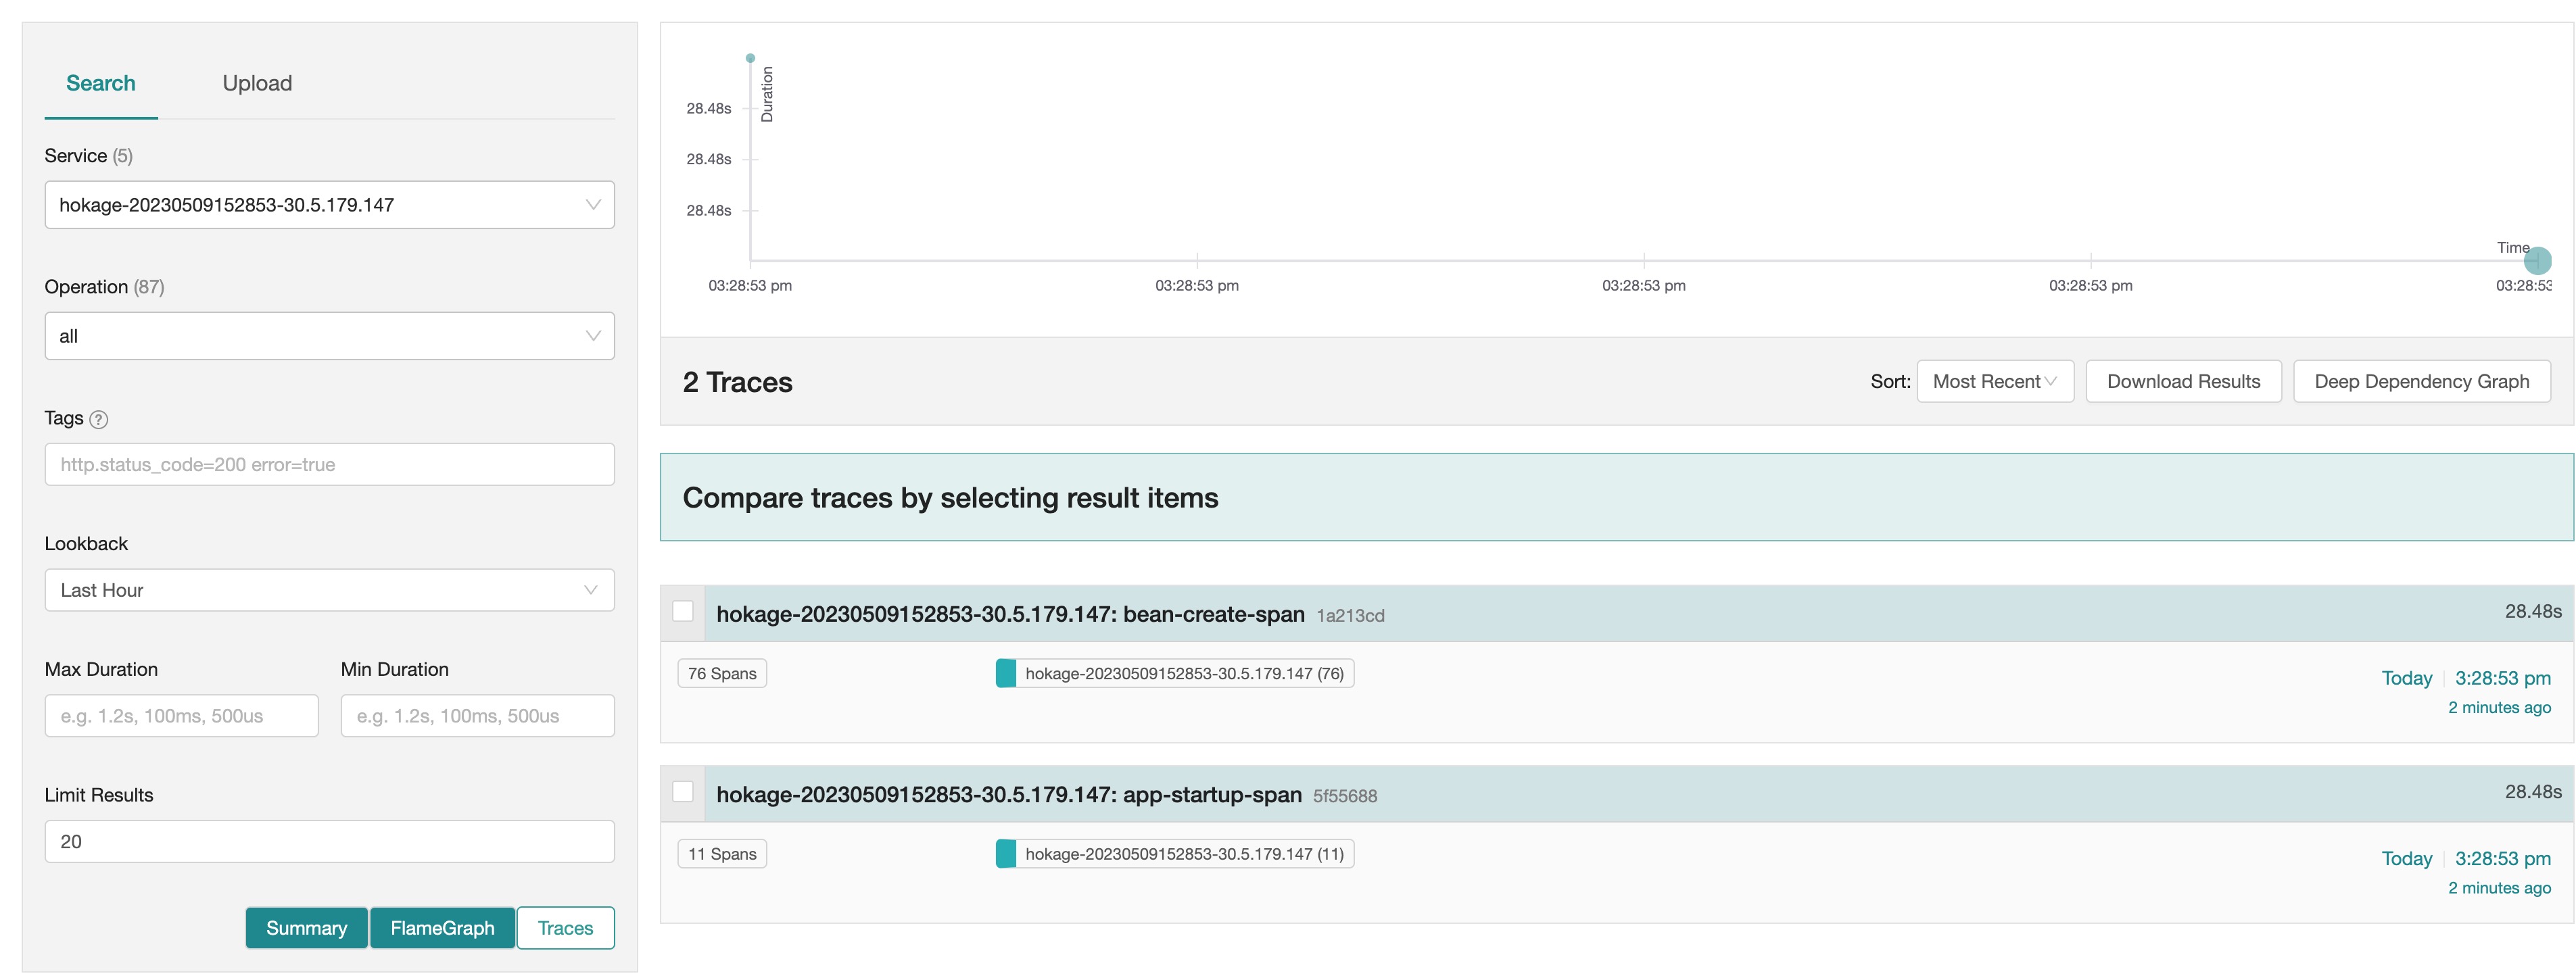 Search
Upload
Service (5)
hokage-20230509152853-30.5.179.147
Operation (87)
all
Tags ?
http.status_code=200 error=true
Lookback
Last Hour
Max Duration
Min Duration
e.g. 1.2s, 100ms, 500us
e.g. 1.2s, 100ms, 500us
Limit Results
20
Summary
FlameGraph
Traces
Duration
28.48s
28.48s
28.48s
Time
03:28:53 pm
03:28:53 pm
03:28:53 pm
03:28:53 pm
03:28:53
2 Traces
Sort:
Most Recent
Download Results
Deep Dependency Graph
Compare traces by selecting result items
hokage-20230509152853-30.5.179.147: bean-create-span 1a213cd
28.48s
76 Spans
hokage-20230509152853-30.5.179.147 (76)
Today
3:28:53 pm
2 minutes ago
hokage-20230509152853-30.5.179.147: app-startup-span 5f55688
28.48s
11 Spans
hokage-20230509152853-30.5.179.147 (11)
Today
3:28:53 pm
2 minutes ago